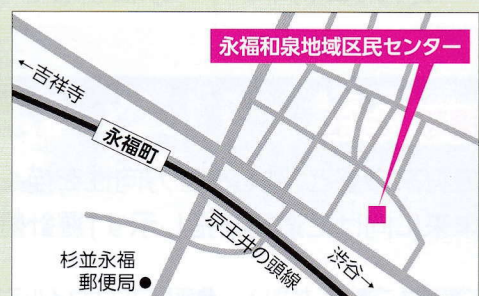 永福和泉地域区民センター
←吉祥寺
永福町
京王井の頭線
渋谷→
杉並永福
郵便局●